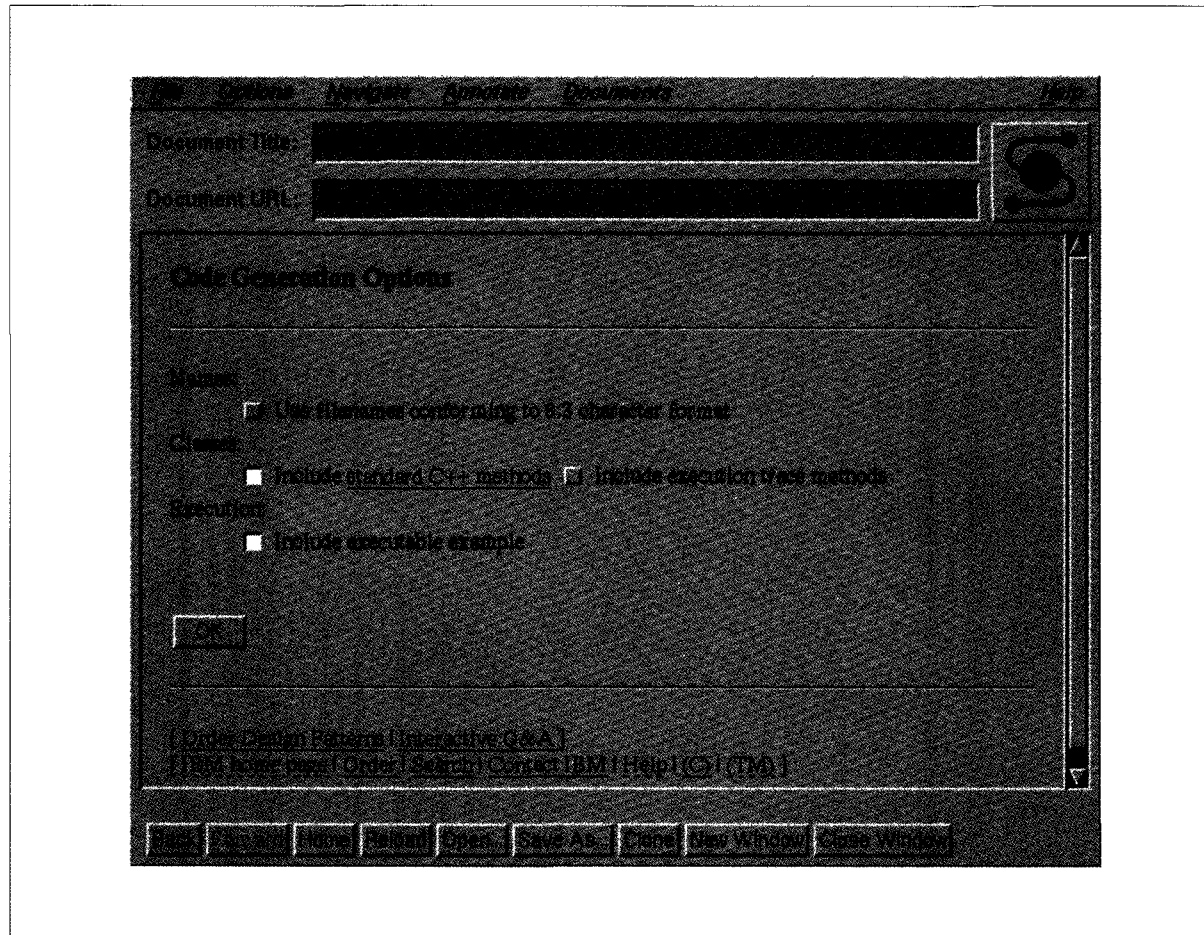 File Options Navigate Annotate Documents Help
Document Title:
Document URL:
Code Generation Options
Names:
Use filenames conforming to 8.3 character format
Classes:
Include standard C++ methods Include execution trace methods
Execution:
Include executable example
OK
[ Order Design Patterns | Interactive Q&A ]
[ IBM home page | Order | Search | Contact IBM | Help | (C) | (TM) ]
Back Forward Home Reload Open... Save As... Clone New Window Close Window